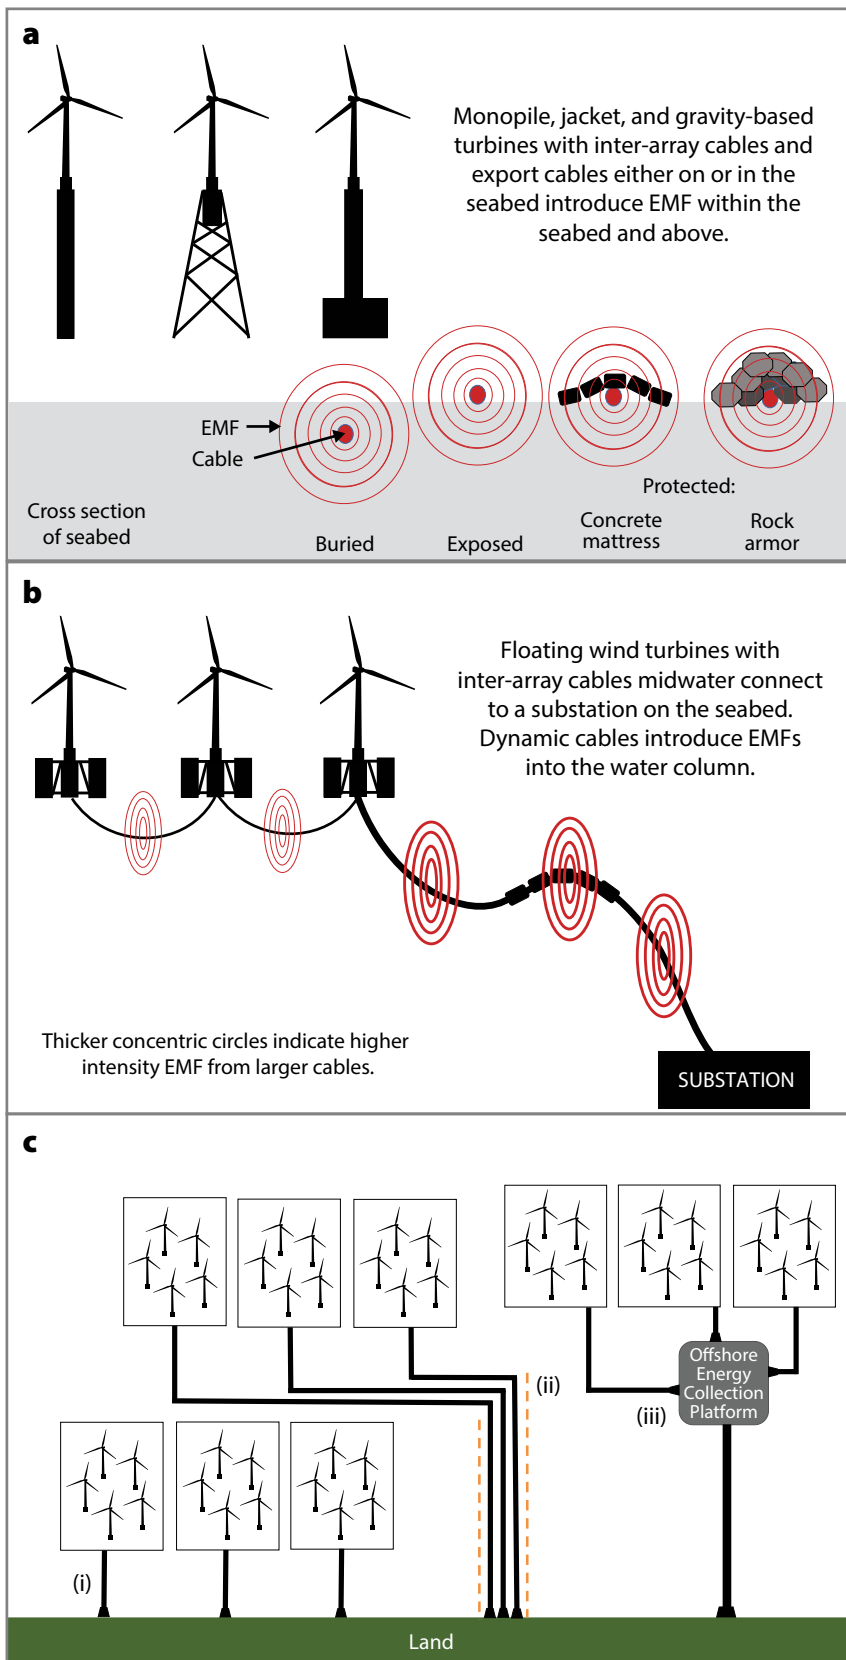 a
Monopile, jacket, and gravity-based
turbines with inter-array cables and
export cables either on or in the
seabed introduce EMF within the
seabed and above.
EMF
Cable
Cross section
of seabed
Buried
Exposed
Protected:
Concrete
mattress
Rock
armor
b
Floating wind turbines with
inter-array cables midwater connect
to a substation on the seabed.
Dynamic cables introduce EMFs
into the water column.
Thicker concentric circles indicate higher
intensity EMF from larger cables.
SUBSTATION
c
(ii)
Offshore
Energy
Collection
Platform
(iii)
(i)
Land